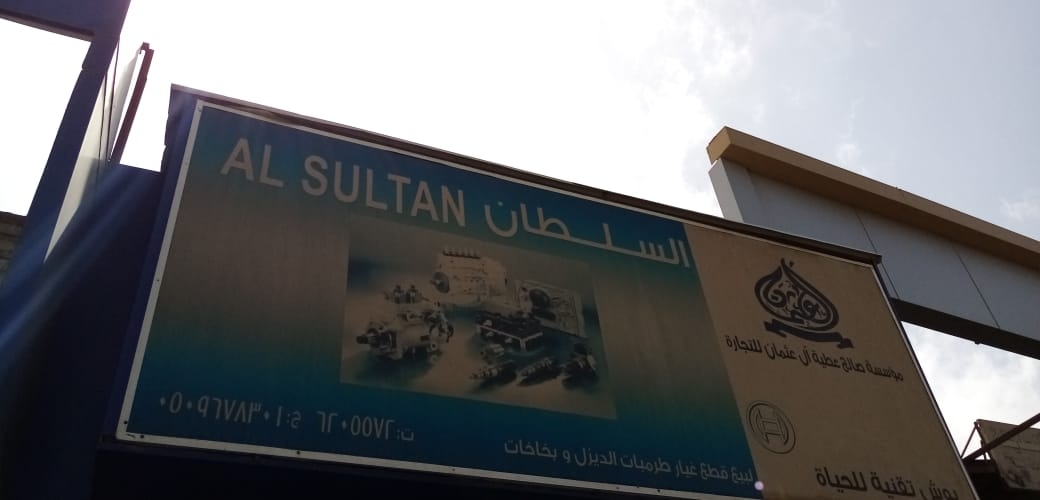 AL SULTAN السلطان
مؤسسة صالح عطية آل عثمان للتجارة
لبيع قطع غيار طرمبات الديزل و بخاخات
ت: ٦٢٠٠٥٧٢ ج: ٠٥٠٩٦٧٨٣٠١
بوش تقنية للحياة